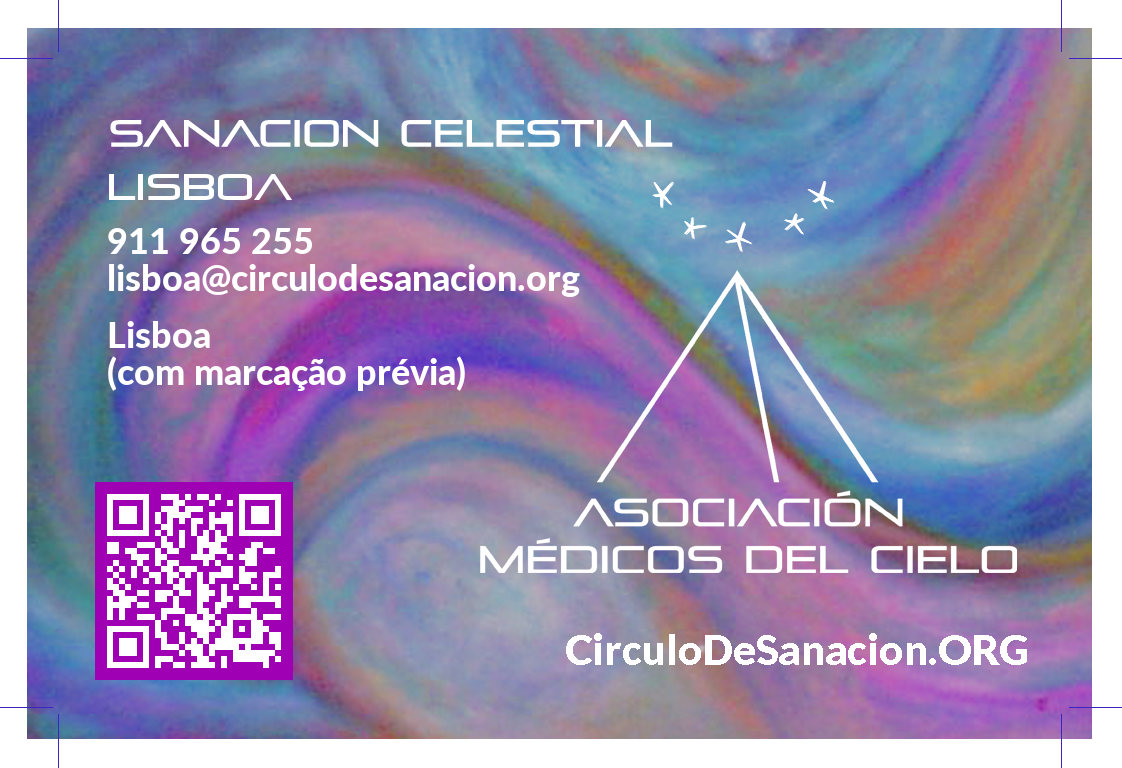 SANACION CELESTIAL
LISBOA
911 965 255
lisboa@circulodesanacion.org
Lisboa
(com marcação prévia)
ASOCIACIÓN
MÉDICOS DEL CIELO
CirculoDeSanacion.ORG